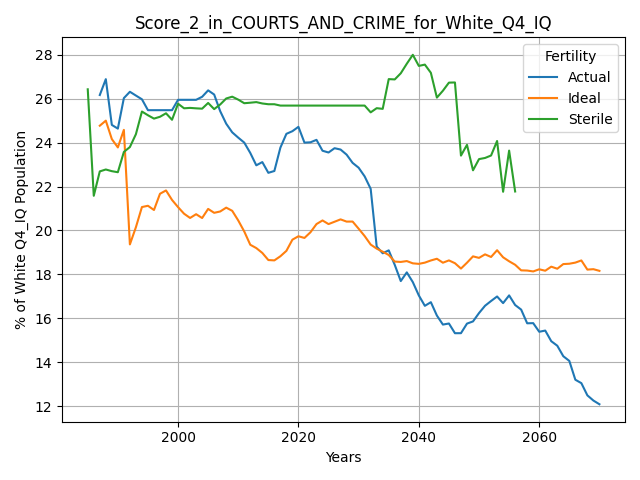 Score_2_in_COURTS_AND_CRIME_for_White_Q4_IQ
% of White Q4_IQ Population
28
26
24
22
20
18
16
14
12
Fertility
Actual
Ideal
Sterile
2000
2020
2040
2060
Years